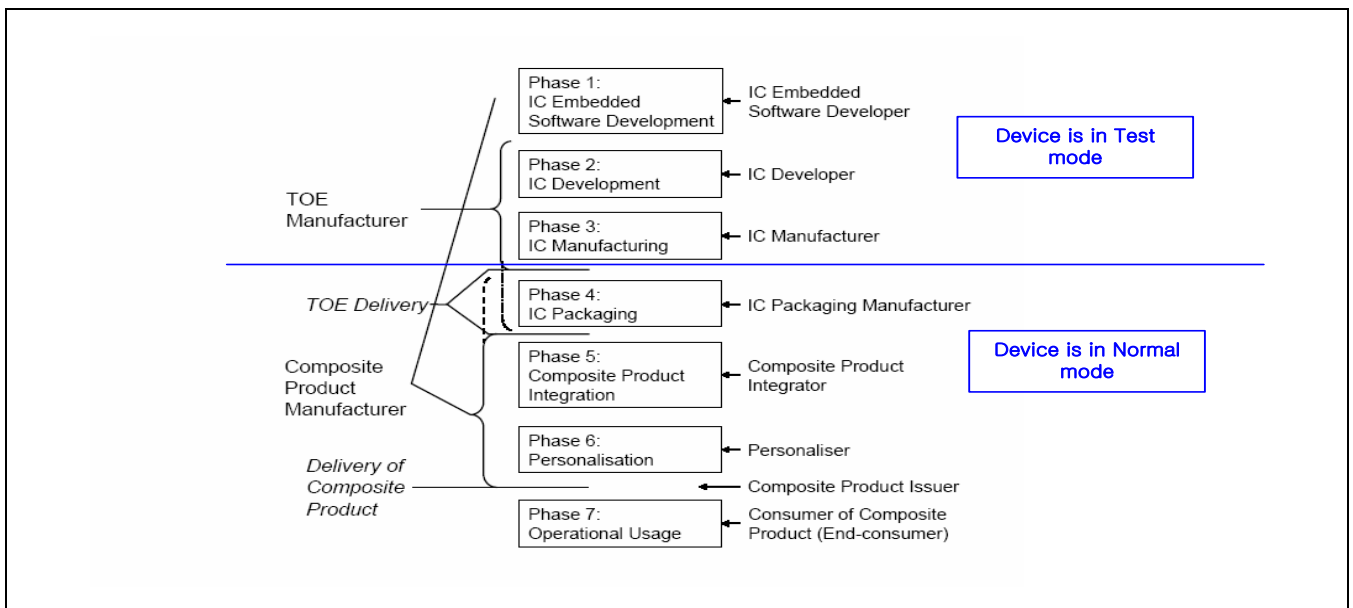 Phase 1:
IC Embedded
Software Development
IC Embedded
Software Developer
Device is in Test
mode
Phase 2:
IC Development
IC Developer
TOE
Manufacturer
Phase 3:
IC Manufacturing
IC Manufacturer
TOE Delivery
Phase 4:
IC Packaging
IC Packaging Manufacturer
Device is in Normal
mode
Composite
Product
Manufacturer
Phase 5:
Composite Product
Integration
Composite Product
Integrator
Phase 6:
Personalisation
Personaliser
Delivery of
Composite
Product
Composite Product Issuer
Phase 7:
Operational Usage
Consumer of Composite
Product (End-consumer)